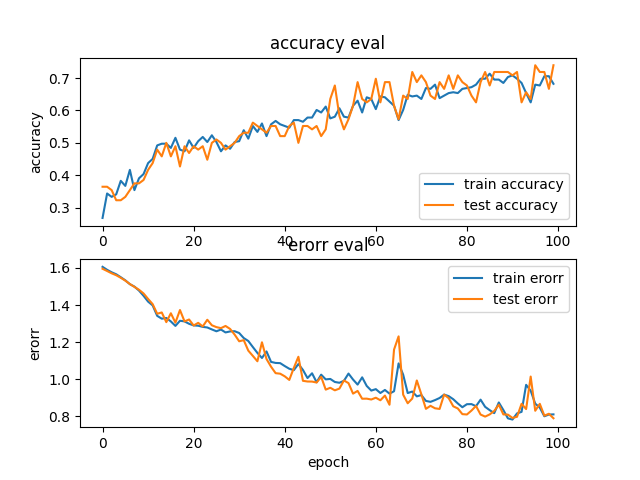 accuracy eval
accuracy
0.7
0.6
0.5
0.4
0.3
train accuracy
test accuracy
0
20
40
60
80
100
erorr eval
erorr
1.6
1.4
1.2
1.0
0.8
train erorr
test erorr
0
20
40
60
80
100
epoch